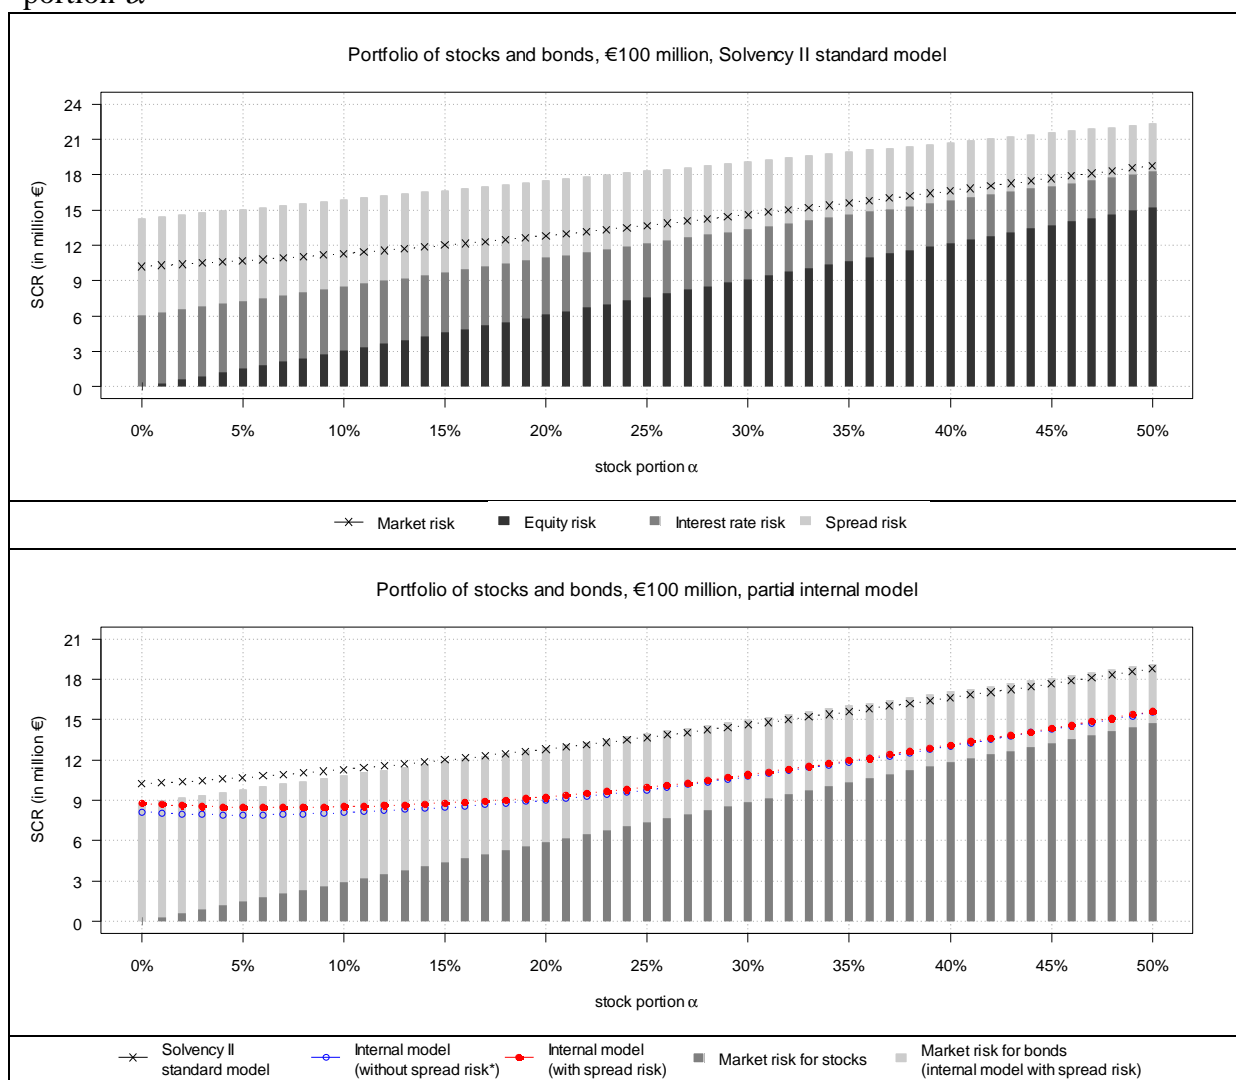 portion α
Portfolio of stocks and bonds, €100 million, Solvency II standard model
SCR (in million €)
24
21
18
15
12
9
6
3
0
0% 5% 10% 15% 20% 25% 30% 35% 40% 45% 50%
stock portion α
Market risk Equity risk Interest rate risk Spread risk
Portfolio of stocks and bonds, €100 million, partial internal model
SCR (in million €)
21
18
15
12
9
6
3
0
0% 5% 10% 15% 20% 25% 30% 35% 40% 45% 50%
stock portion α
Solvency II
standard model
Internal model
(without spread risk*)
Internal model
(with spread risk)
Market risk for stocks
Market risk for bonds
(internal model with spread risk)